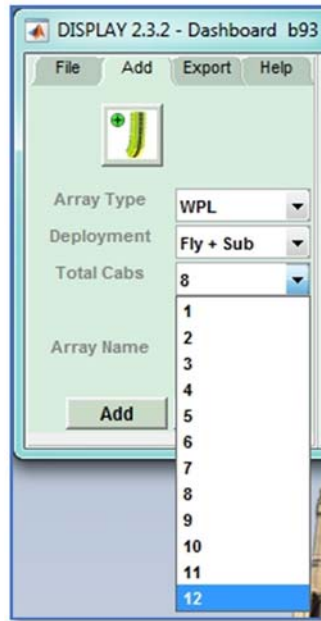 DISPLAY 2.3.2 - Dashboard b93
File Add Export Help
Array Type WPL
Deployment Fly + Sub
Total Cabs 8
1
2
3
Array Name
4
5
Add
6
7
8
9
10
11
12